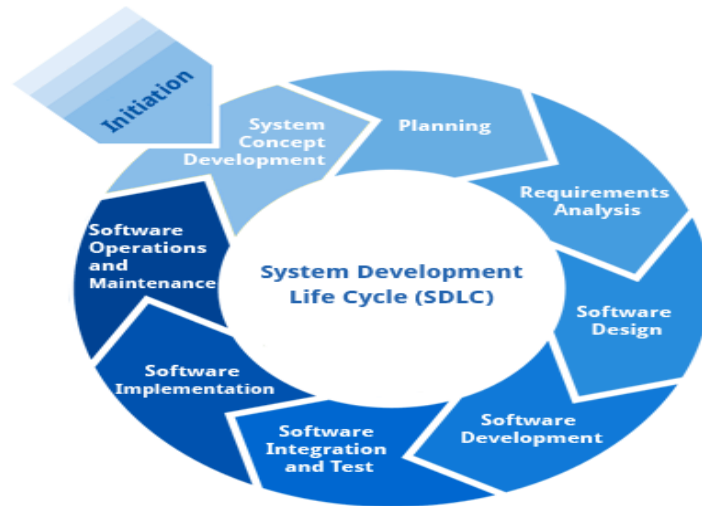 Initiation
System
Concept
Development
Planning
Requirements
Analysis
Software
Design
Software
Development
Software
Integration
and Test
Software
Implementation
Software
Operations
and
Maintenance
System Development
Life Cycle (SDLC)